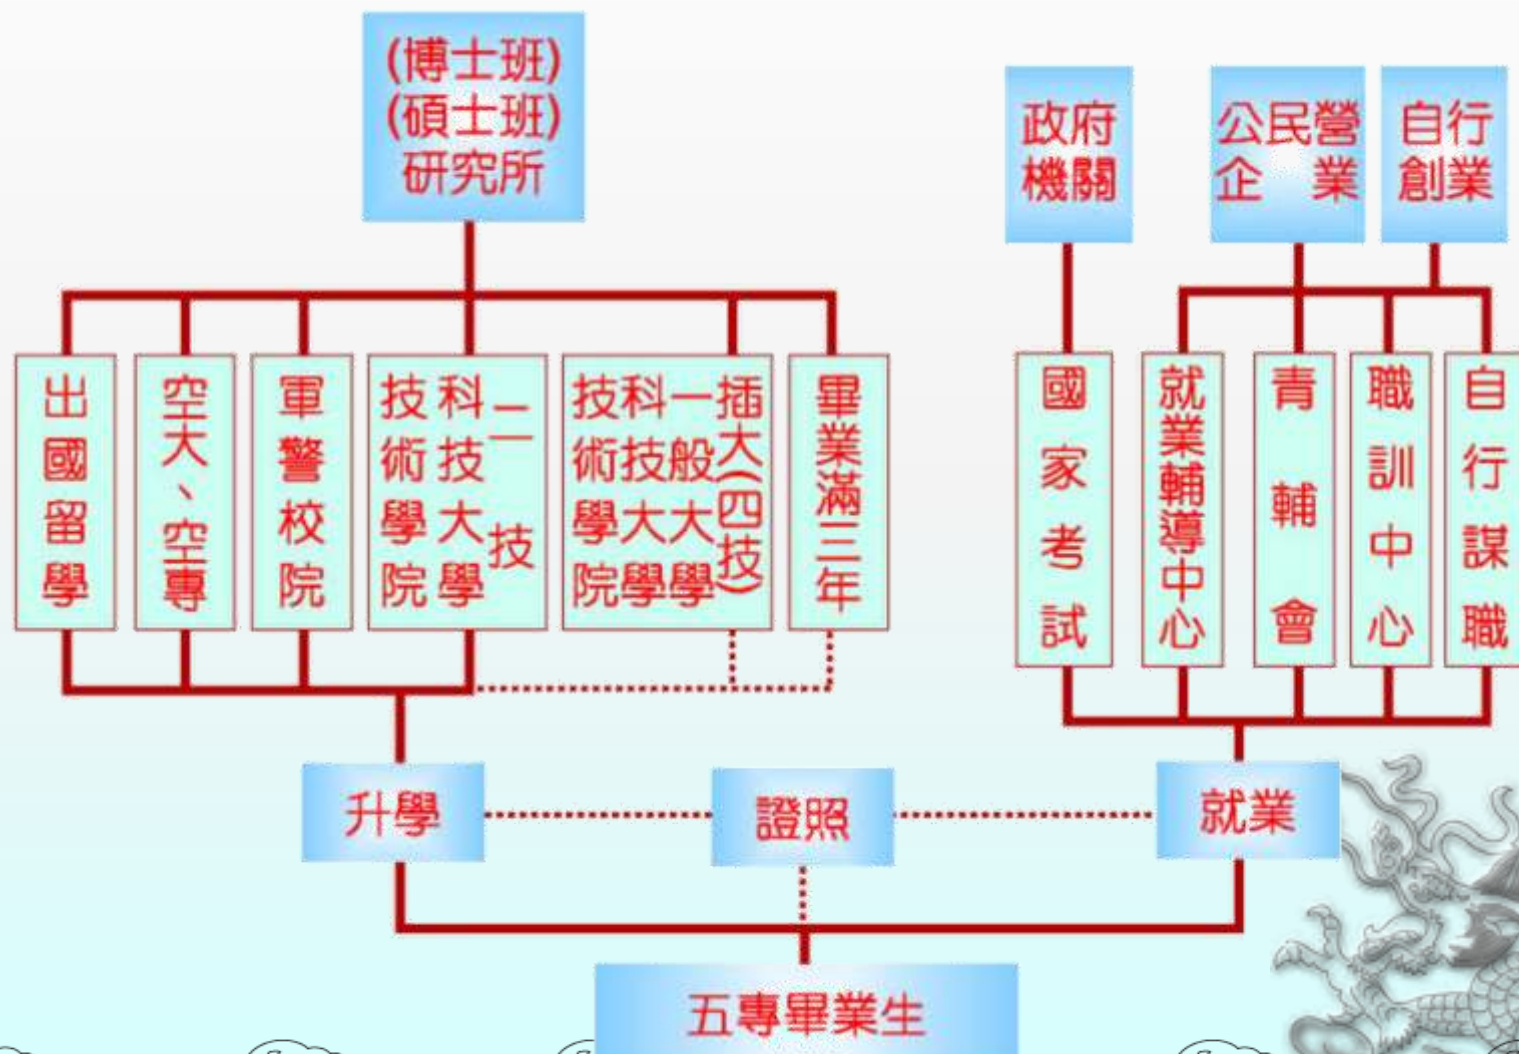 (博士班)
(碩士班)
研究所
政府
機關
公民營
企業
自行
創業
出國留學
空大、空專
軍警校院
二技
科技大學
技術學院
插大(四技)
一般大學
科技大學
技術學院
畢業滿三年
國家考試
就業輔導中心
青輔會
職訓中心
自行謀職
升學
證照
就業
五專畢業生